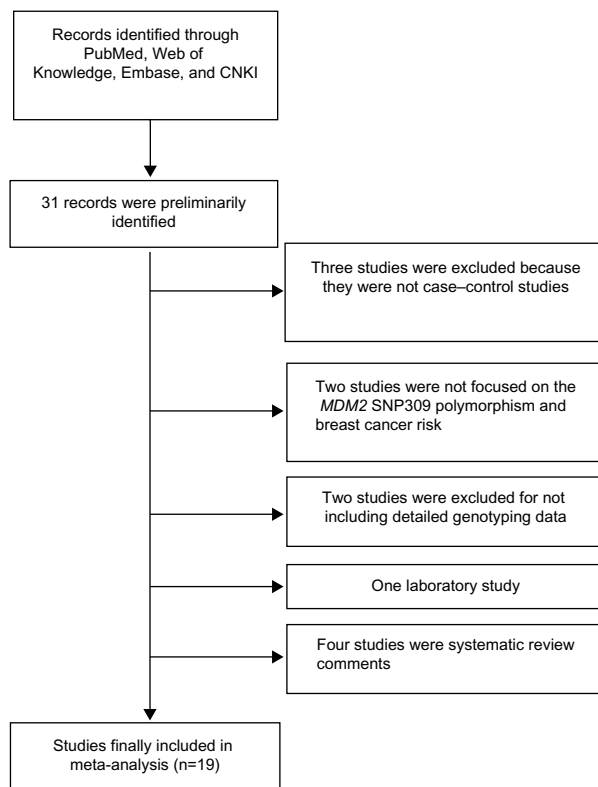 Records identified through
PubMed, Web of
Knowledge, Embase, and CNKI
31 records were preliminarily
identified
Three studies were excluded because
they were not case–control studies
Two studies were not focused on the
MDM2 SNP309 polymorphism and
breast cancer risk
Two studies were excluded for not
including detailed genotyping data
One laboratory study
Four studies were systematic review
comments
Studies finally included in
meta-analysis (n=19)